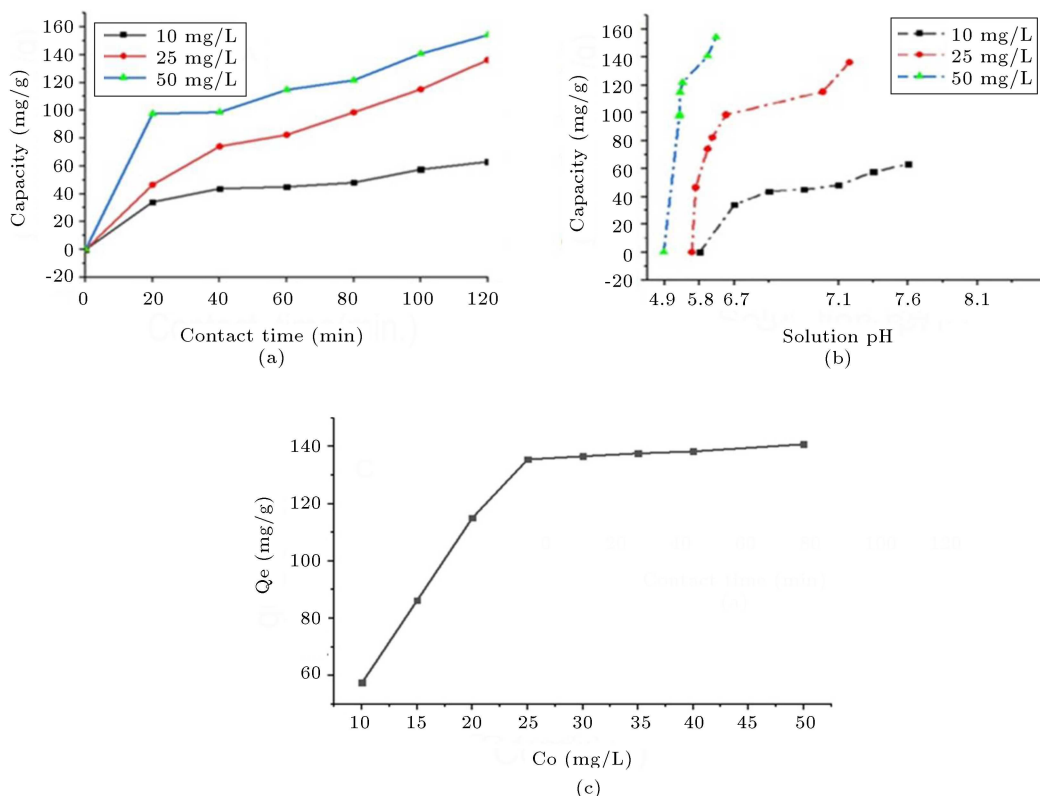 160
140
120
100
80
60
40
20
0
-20
Capacity (mg/g)
10 mg/L
25 mg/L
50 mg/L
0 20 40 60 80 100 120
Contact time (min)
(a)
160
140
120
100
80
60
40
20
0
-20
Capacity (mg/g)
10 mg/L
25 mg/L
50 mg/L
4.9 5.8 6.7 7.1 7.6 8.1
Solution pH
(b)
140
120
100
80
60
Qe (mg/g)
10 15 20 25 30 35 40 45 50
Co (mg/L)
(c)